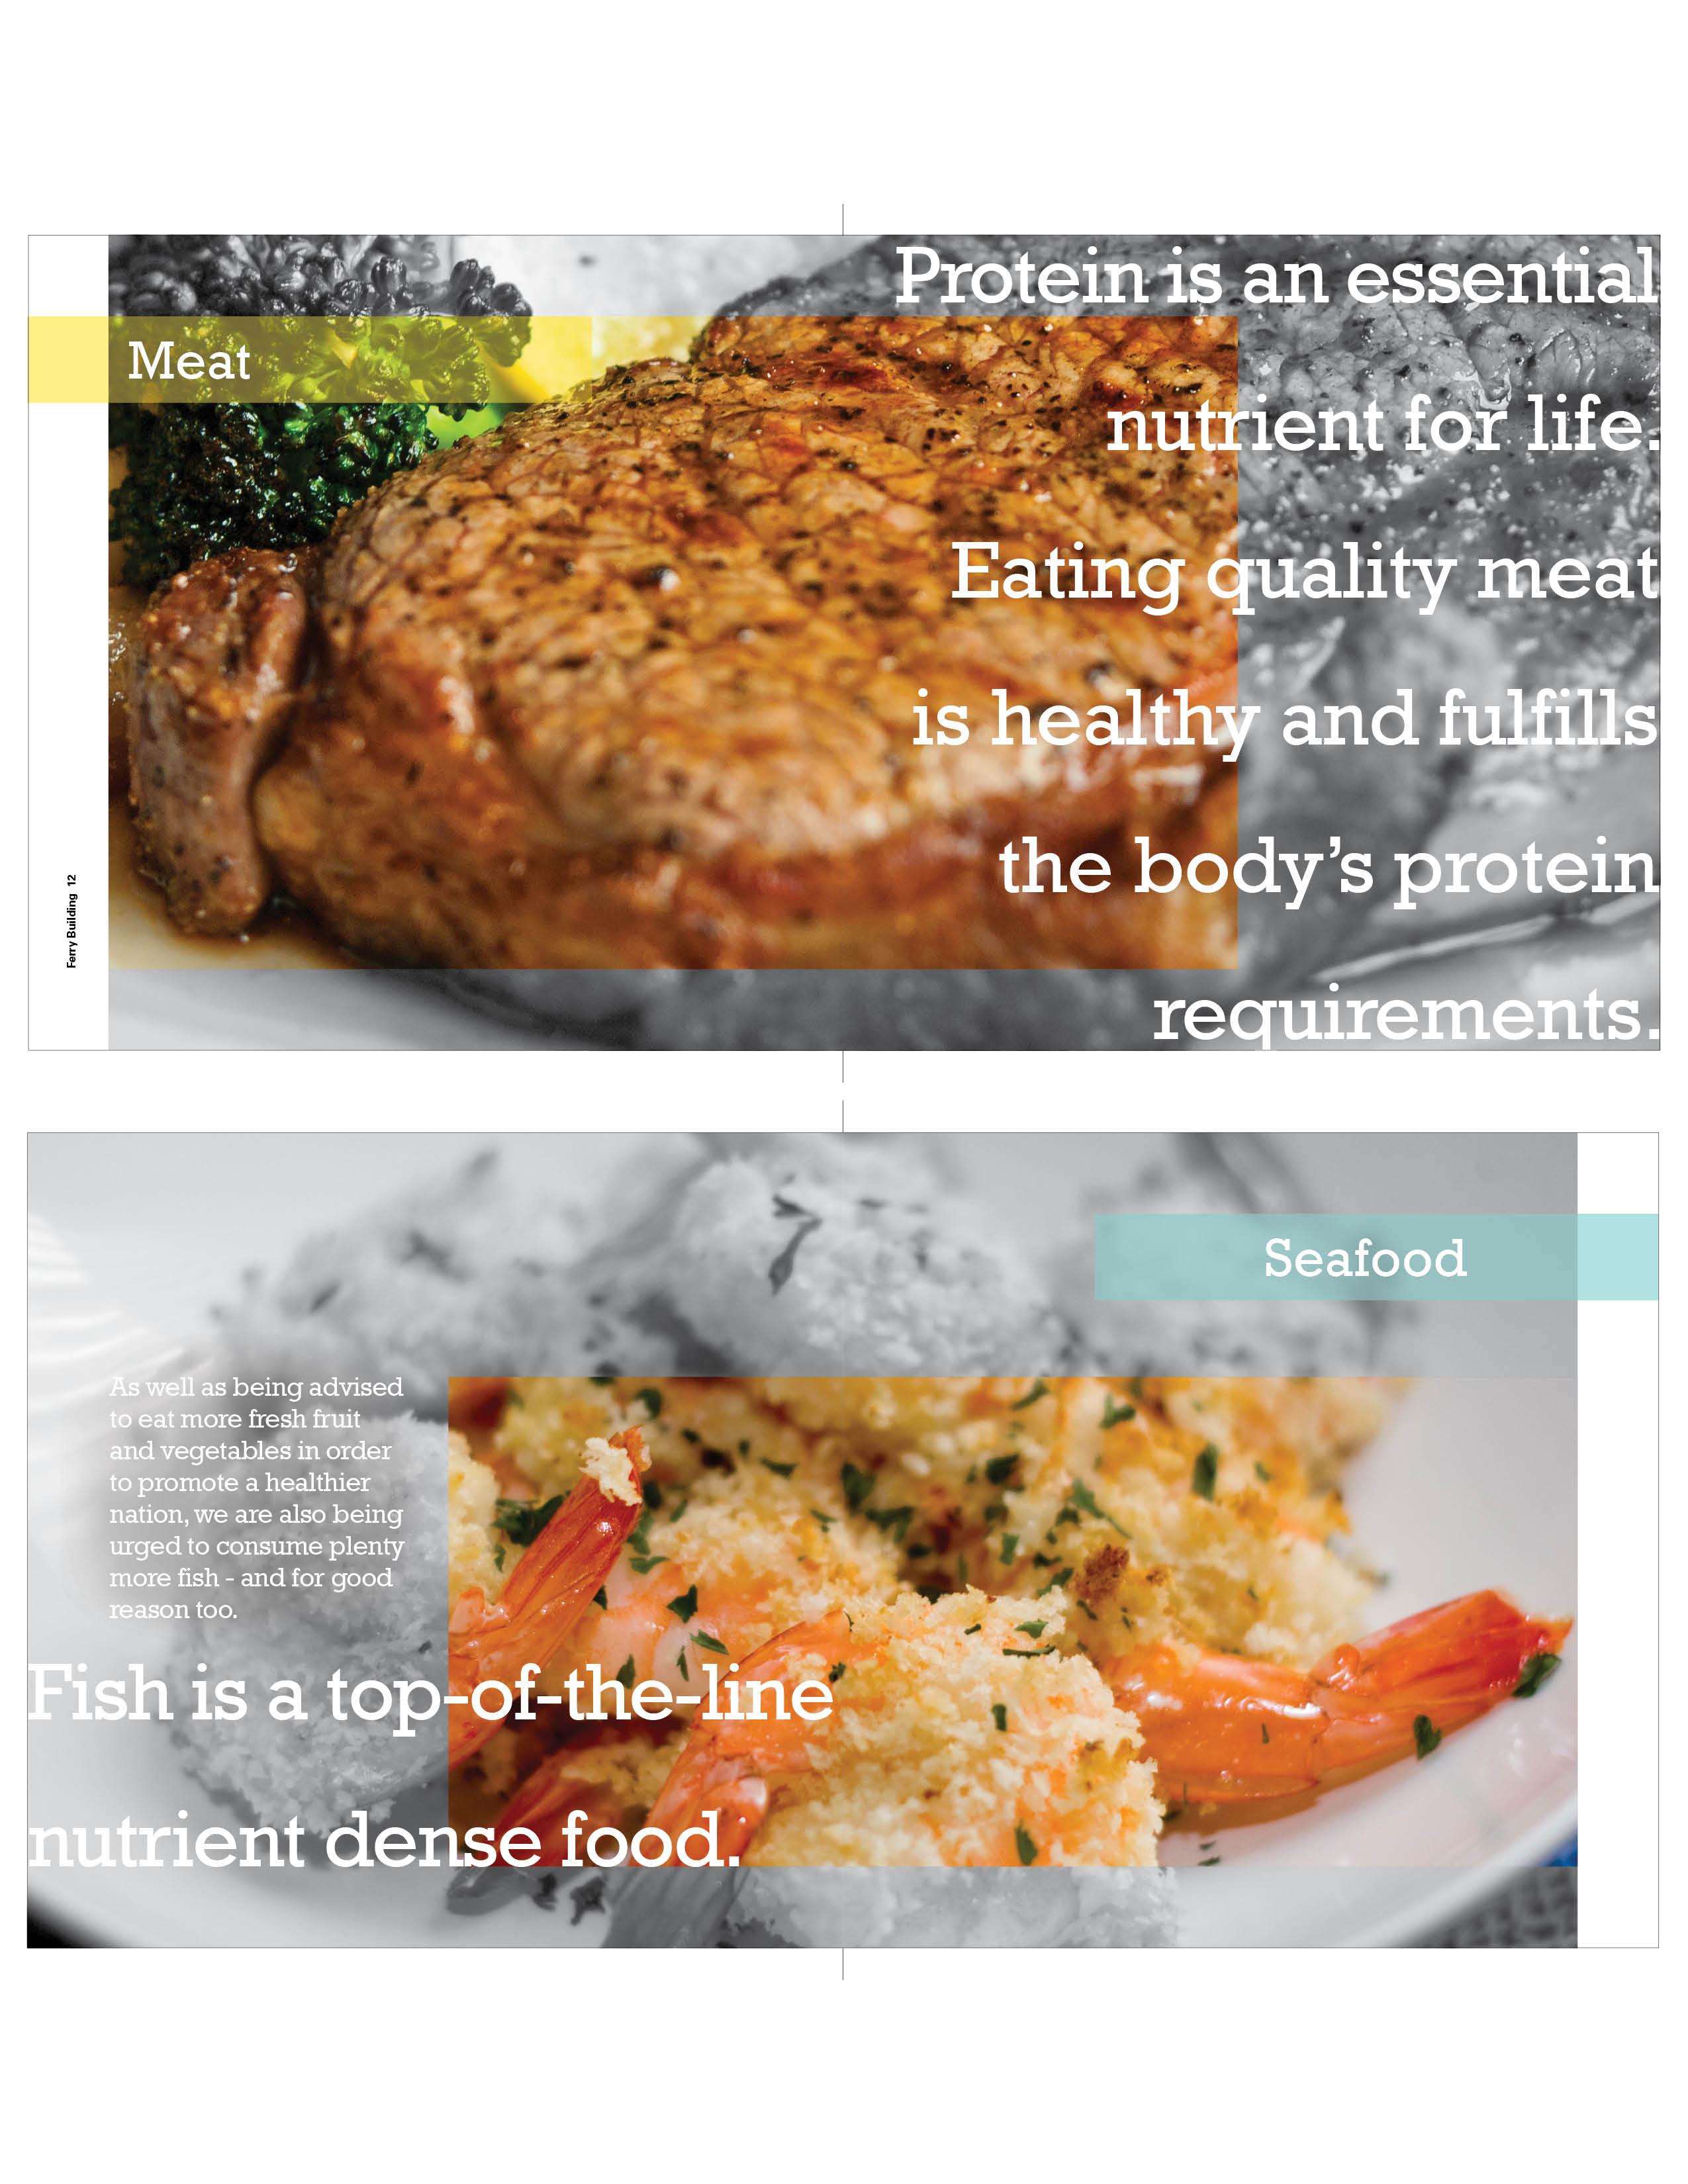 Protein is an essential
Meat
nutrient for life.
Eating quality meat
is healthy and fulfills
the body’s protein
requirements.
Ferry Building 12
Seafood
As well as being advised
to eat more fresh fruit
and vegetables in order
to promote a healthier
nation, we are also being
urged to consume plenty
more fish - and for good
reason too.
Fish is a top-of-the-line
nutrient dense food.